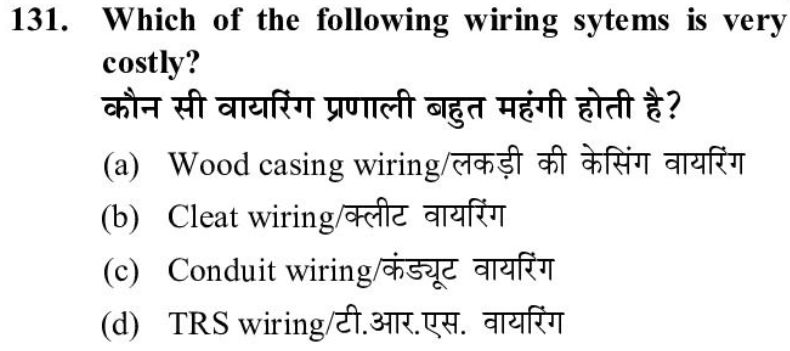 131. Which of the following wiring sytems is very
costly?
कौन सी वायरिंग प्रणाली बहुत महंगी होती है?
(a) Wood casing wiring/लकड़ी की केसिंग वायरिंग
(b) Cleat wiring/क्लीट वायरिंग
(c) Conduit wiring/कंड्यूट वायरिंग
(d) TRS wiring/टी.आर.एस. वायरिंग